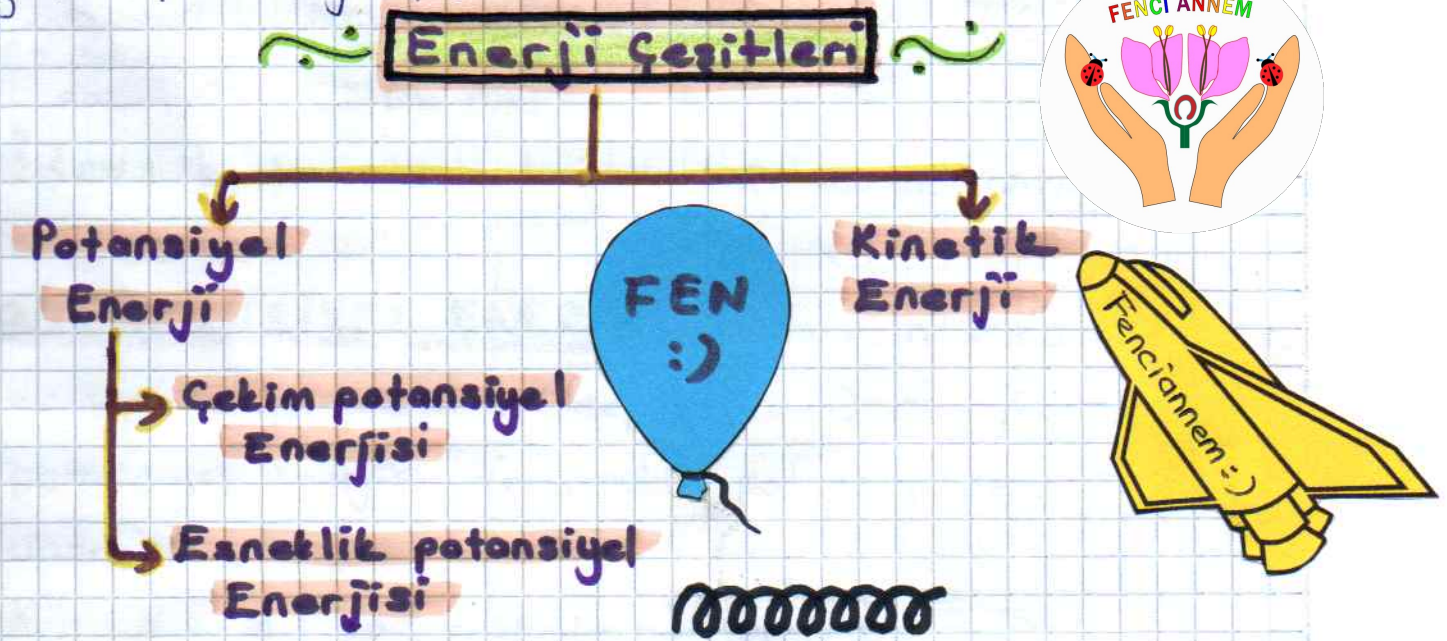 FENCİ ANNEM
Enerji Çeşitleri
Potansiyel
Enerji
Kinetik
Enerji
FEN
:)
Fenciannem :)
Çekim potansiyel
Enerjisi
Esneklik potansiyel
Enerjisi